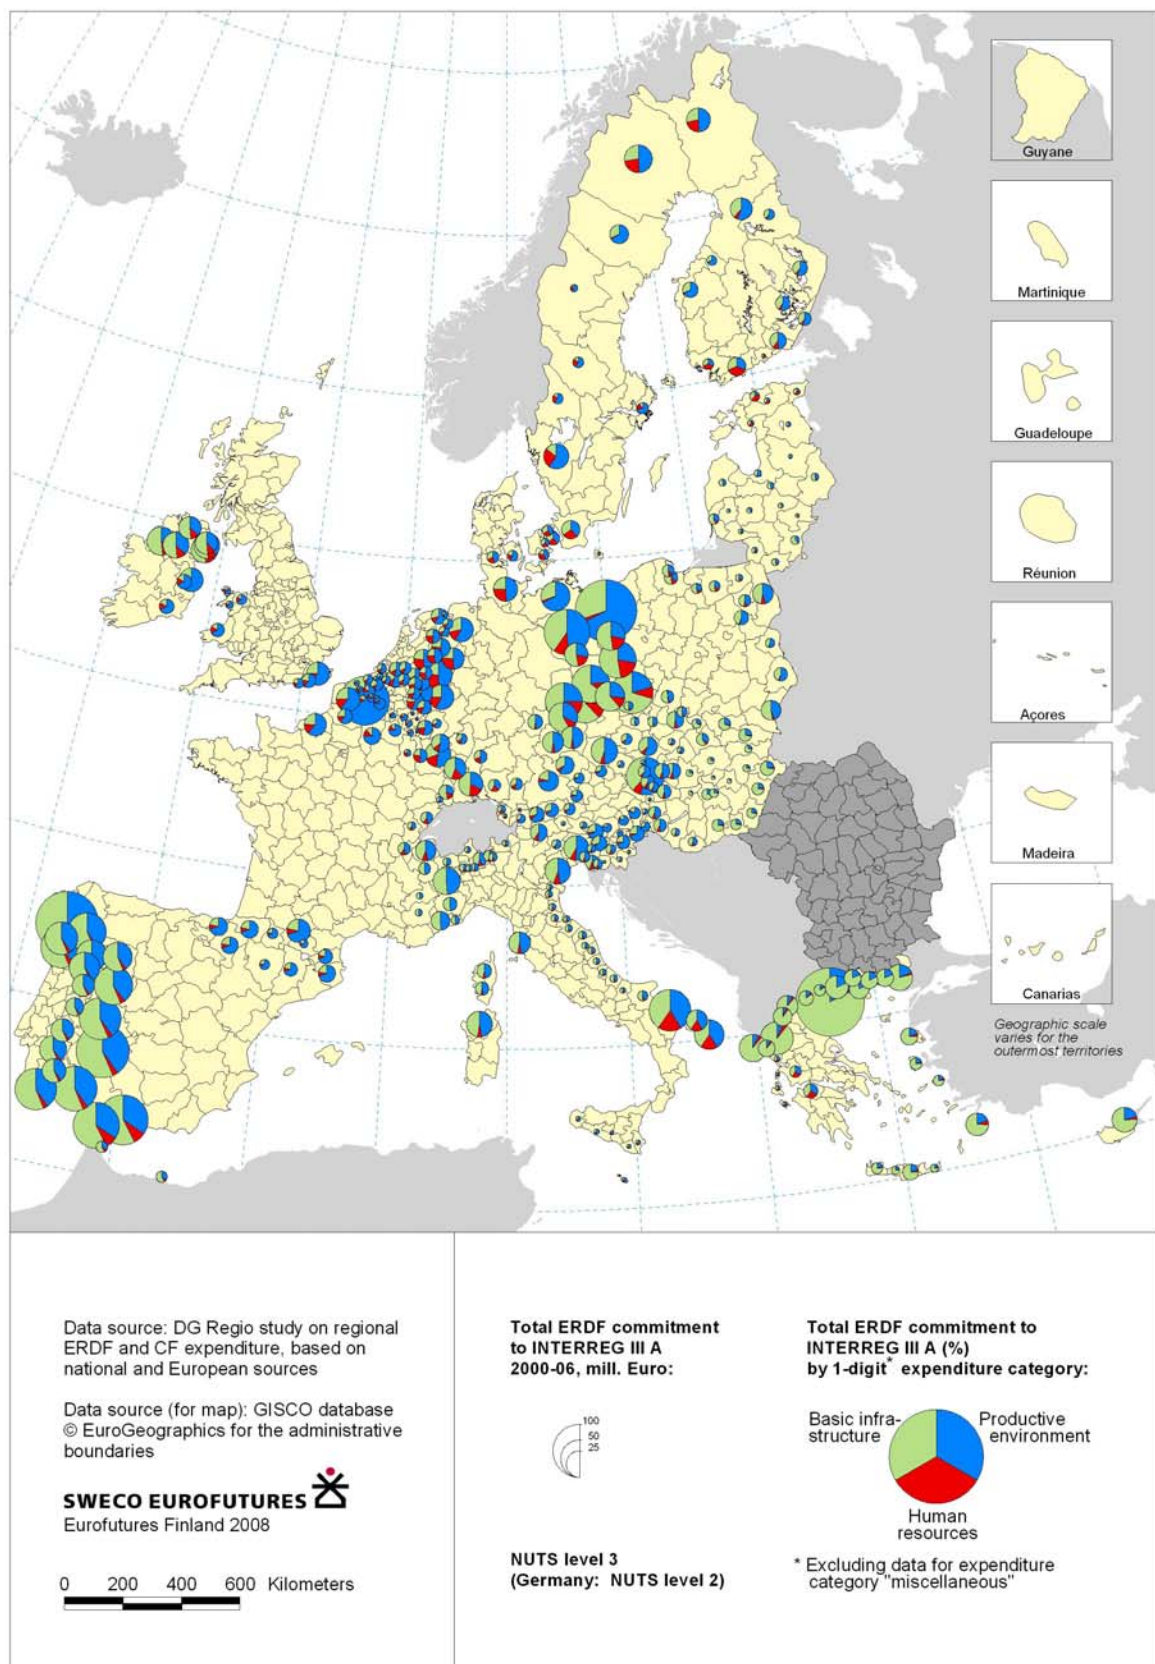 Guyane
Martinique
Guadeloupe
Réunion
Açores
Madeira
Canarias
Geographic scale
varies for the
outermost territories
Data source: DG Regio study on regional
ERDF and CF expenditure, based on
national and European sources
Data source (for map): GISCO database
© EuroGeographics for the administrative
boundaries
SWECO EUROFUTURES
Eurofutures Finland 2008
0 200 400 600 Kilometers
Total ERDF commitment
to INTERREG III A
2000-06, mill. Euro:
100
50
25
NUTS level 3
(Germany: NUTS level 2)
Total ERDF commitment to
INTERREG III A (%)
by 1-digit* expenditure category:
Basic infra-
structure
Productive
environment
Human
resources
* Excluding data for expenditure
category "miscellaneous"